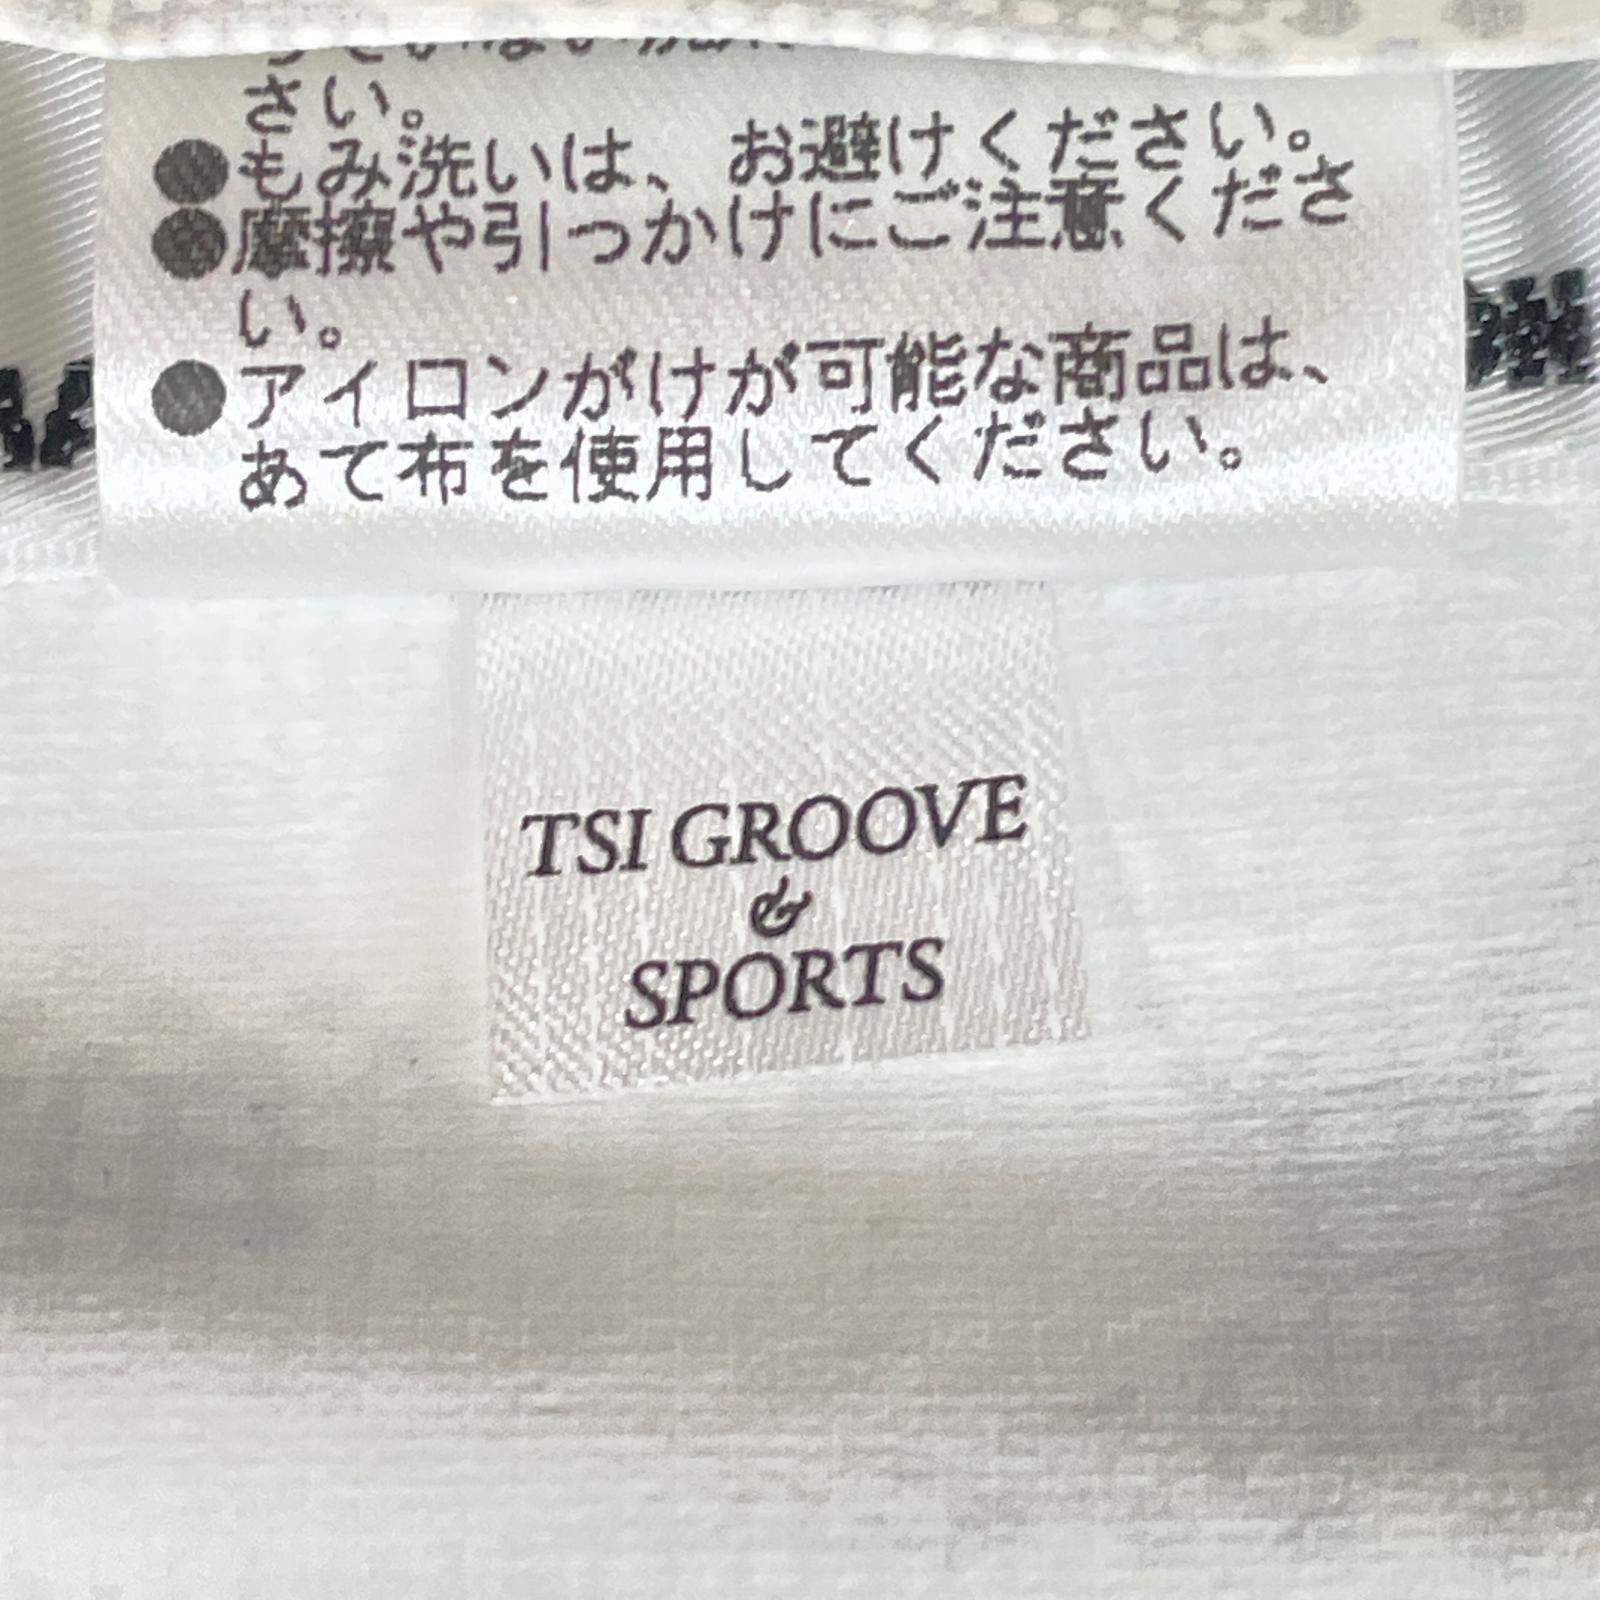 さい。
●もみ洗いは、お避けください。
●摩擦や引っかけにご注意くださ
い。
●アイロンがけが可能な商品は、
あて布を使用してください。
TSI GROOVE
&
SPORTS